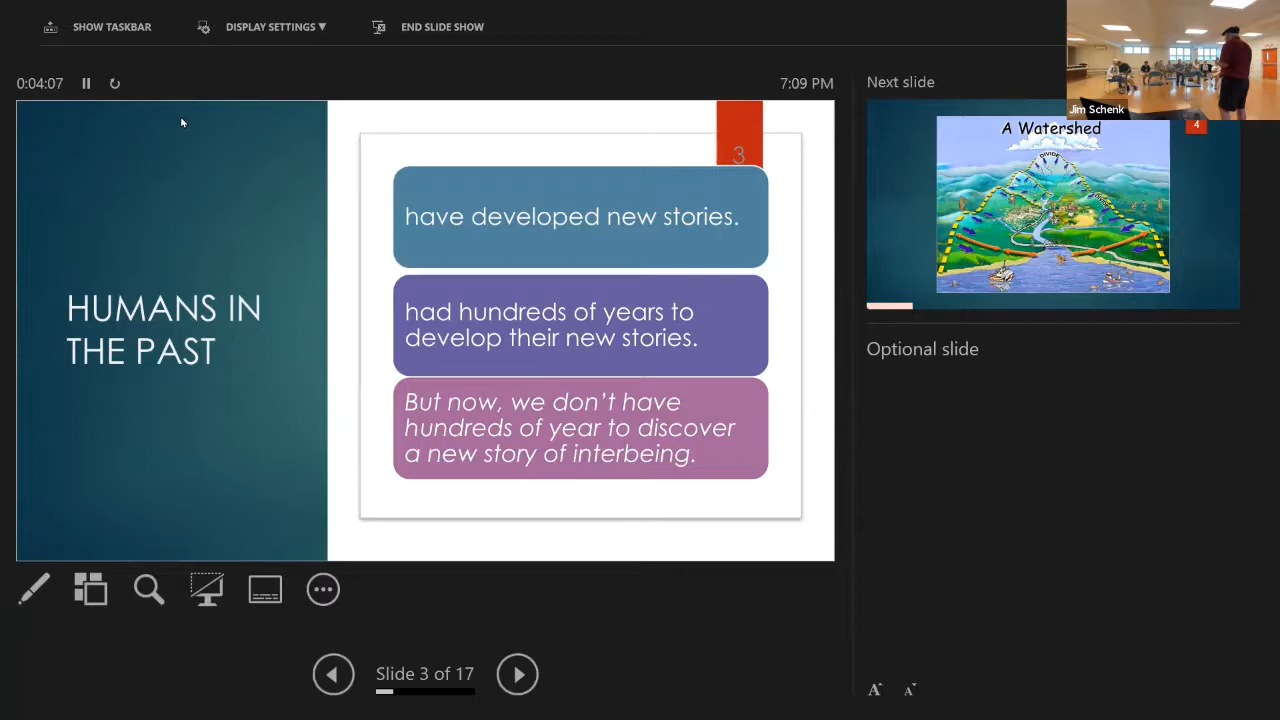 SHOW TASKBAR
DISPLAY SETTINGS ▼
END SLIDE SHOW
0:04:07
7:09 PM
Next slide
Jim Schenk
3
have developed new stories.
had hundreds of years to
develop their new stories.
But now, we don't have
hundreds of year to discover
a new story of interbeing.
HUMANS IN
THE PAST
A Watershed
4
DIVIDE
Optional slide
Slide 3 of 17
A A